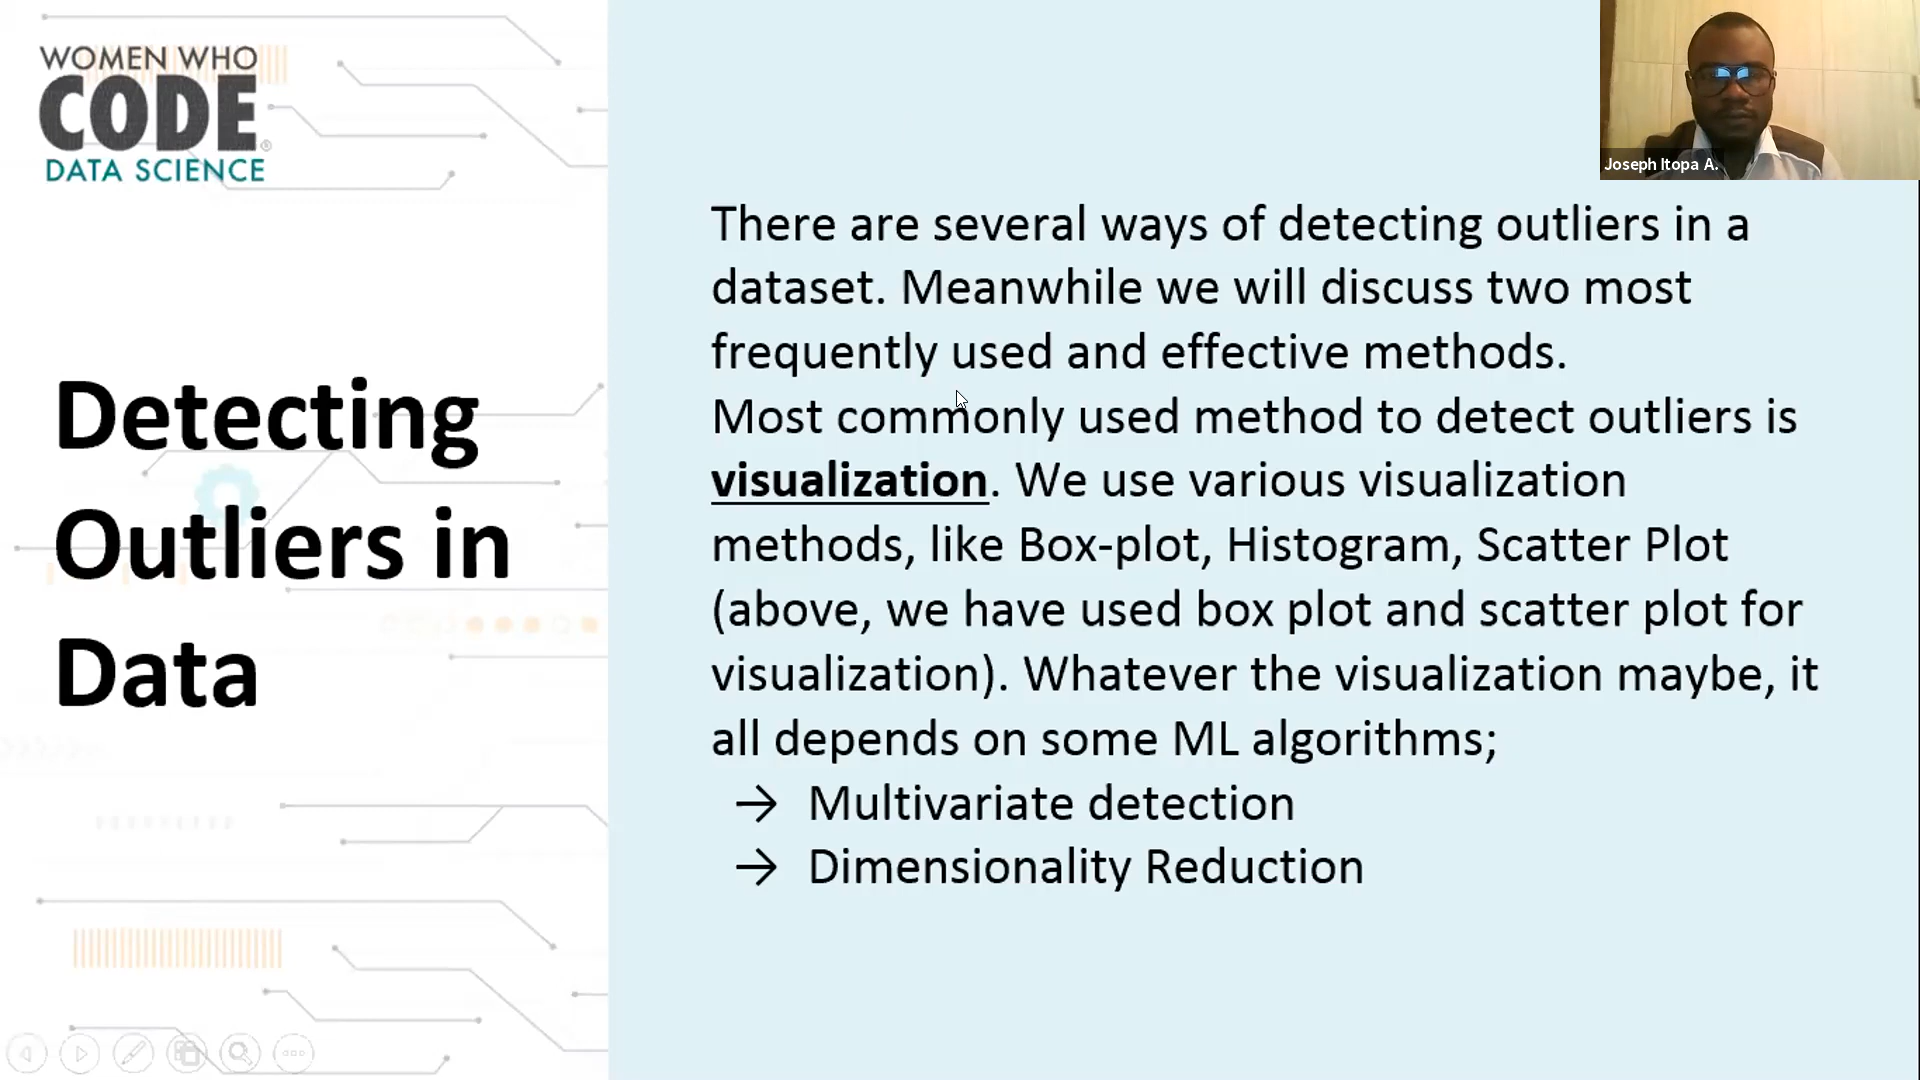 WOMEN WHO
CODE®
DATA SCIENCE
Detecting
Outliers in
Data
There are several ways of detecting outliers in a
dataset. Meanwhile we will discuss two most
frequently used and effective methods.
Most commonly used method to detect outliers is
visualization. We use various visualization
methods, like Box-plot, Histogram, Scatter Plot
(above, we have used box plot and scatter plot for
visualization). Whatever the visualization maybe, it
all depends on some ML algorithms;
→ Multivariate detection
→ Dimensionality Reduction
Joseph Itopa A.